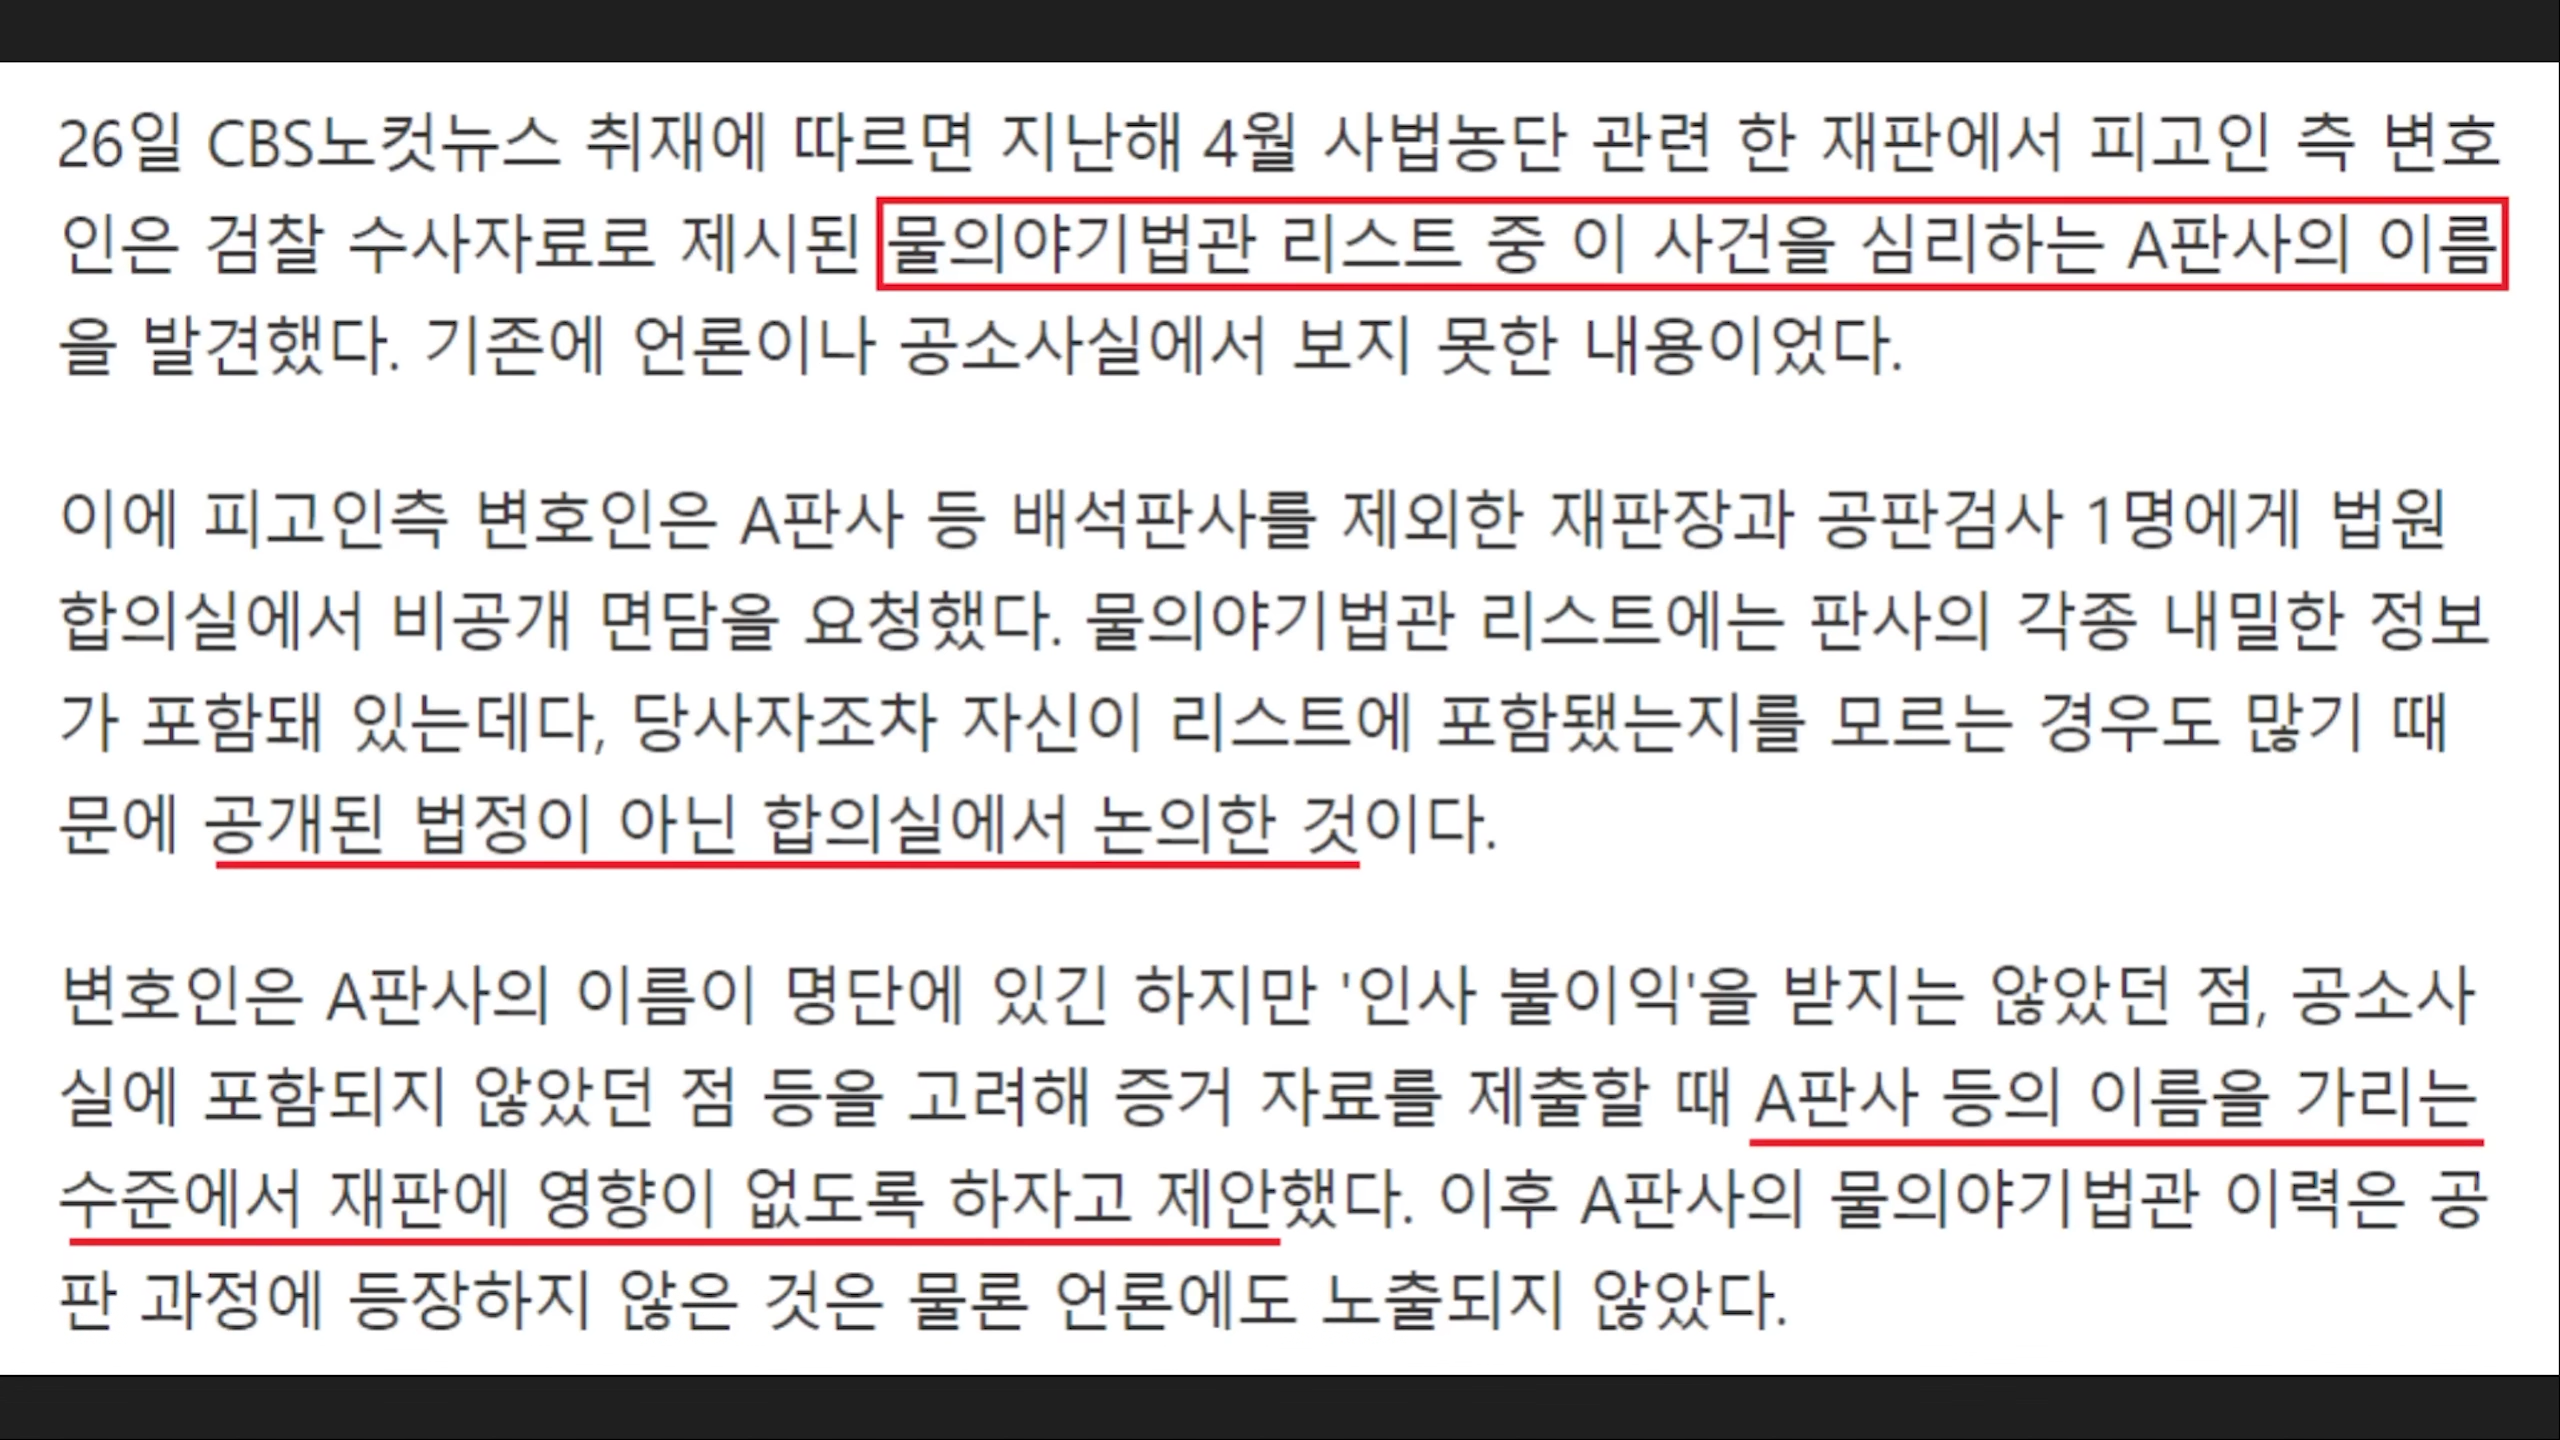 26일 CBS노컷뉴스 취재에 따르면 지난해 4월 사법농단 관련 한 재판에서 피고인 측 변호
인은 검찰 수사자료로 제시된 물의야기법관 리스트 중 이 사건을 심리하는 A판사의 이름
을 발견했다. 기존에 언론이나 공소사실에서 보지 못한 내용이었다.
이에 피고인측 변호인은 A판사 등 배석판사를 제외한 재판장과 공판검사 1명에게 법원
합의실에서 비공개 면담을 요청했다. 물의야기법관 리스트에는 판사의 각종 내밀한 정보
가 포함돼 있는데다, 당사자조차 자신이 리스트에 포함됐는지를 모르는 경우도 많기 때
문에 공개된 법정이 아닌 합의실에서 논의한 것이다.
변호인은 A판사의 이름이 명단에 있긴 하지만 '인사 불이익'을 받지는 않았던 점, 공소사
실에 포함되지 않았던 점 등을 고려해 증거 자료를 제출할 때 A판사 등의 이름을 가리는
수준에서 재판에 영향이 없도록 하자고 제안했다. 이후 A판사의 물의야기법관 이력은 공
판 과정에 등장하지 않은 것은 물론 언론에도 노출되지 않았다.